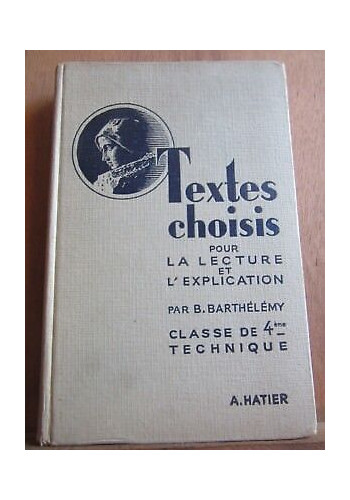 Textes
choisis
POUR
LA LECTURE
ET
L'EXPLICATION
PAR B. BARTHÉLÉMY
CLASSE DE 4ème
TECHNIQUE
A. HATIER